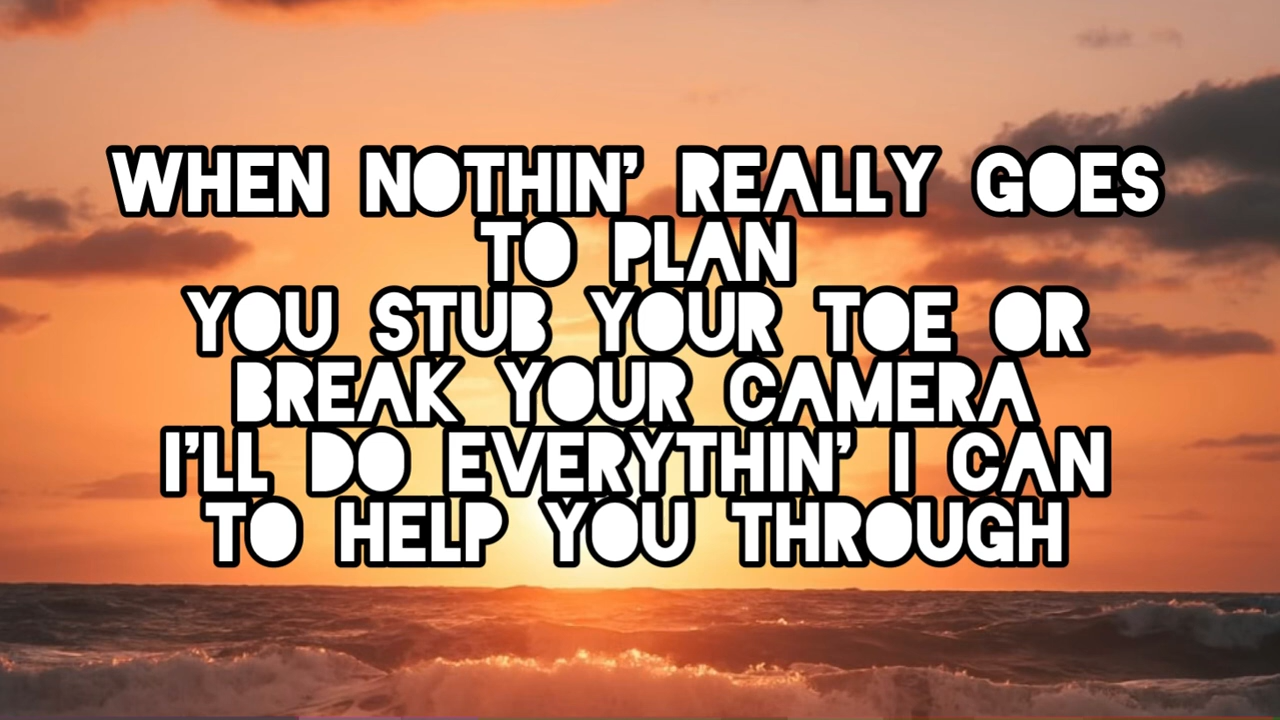 WHEN NOTHIN' REALLY GOES
TO PLAN
YOU STUB YOUR TOE OR
BREAK YOUR CAMERA
I'LL DO EVERYTHIN' I CAN
TO HELP YOU THROUGH